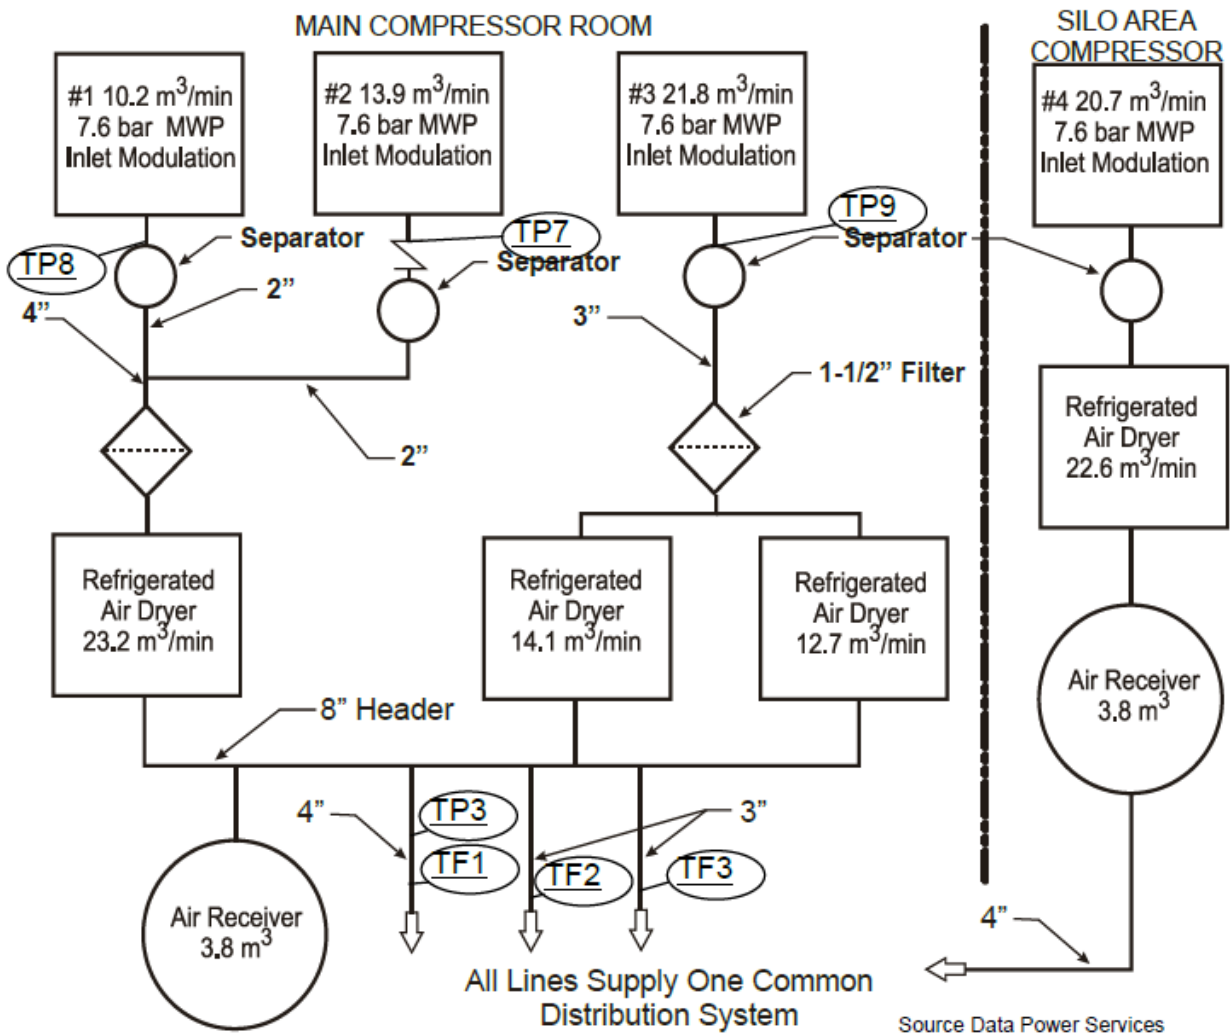 MAIN COMPRESSOR ROOM
SILO AREA
COMPRESSOR
#1 10.2 m³/min
7.6 bar MWP
Inlet Modulation
#2 13.9 m³/min
7.6 bar MWP
Inlet Modulation
#3 21.8 m³/min
7.6 bar MWP
Inlet Modulation
#4 20.7 m³/min
7.6 bar MWP
Inlet Modulation
TP8
Separator
TP7
Separator
TP9
Separator
4”
2”
3”
1-1/2” Filter
2”
Refrigerated
Air Dryer
23.2 m³/min
Refrigerated
Air Dryer
14.1 m³/min
Refrigerated
Air Dryer
12.7 m³/min
Refrigerated
Air Dryer
22.6 m³/min
8” Header
Air Receiver
3.8 m³
4”
TP3
TF1
TF2
3”
TF3
Air Receiver
3.8 m³
4”
All Lines Supply One Common
Distribution System
Source Data Power Services